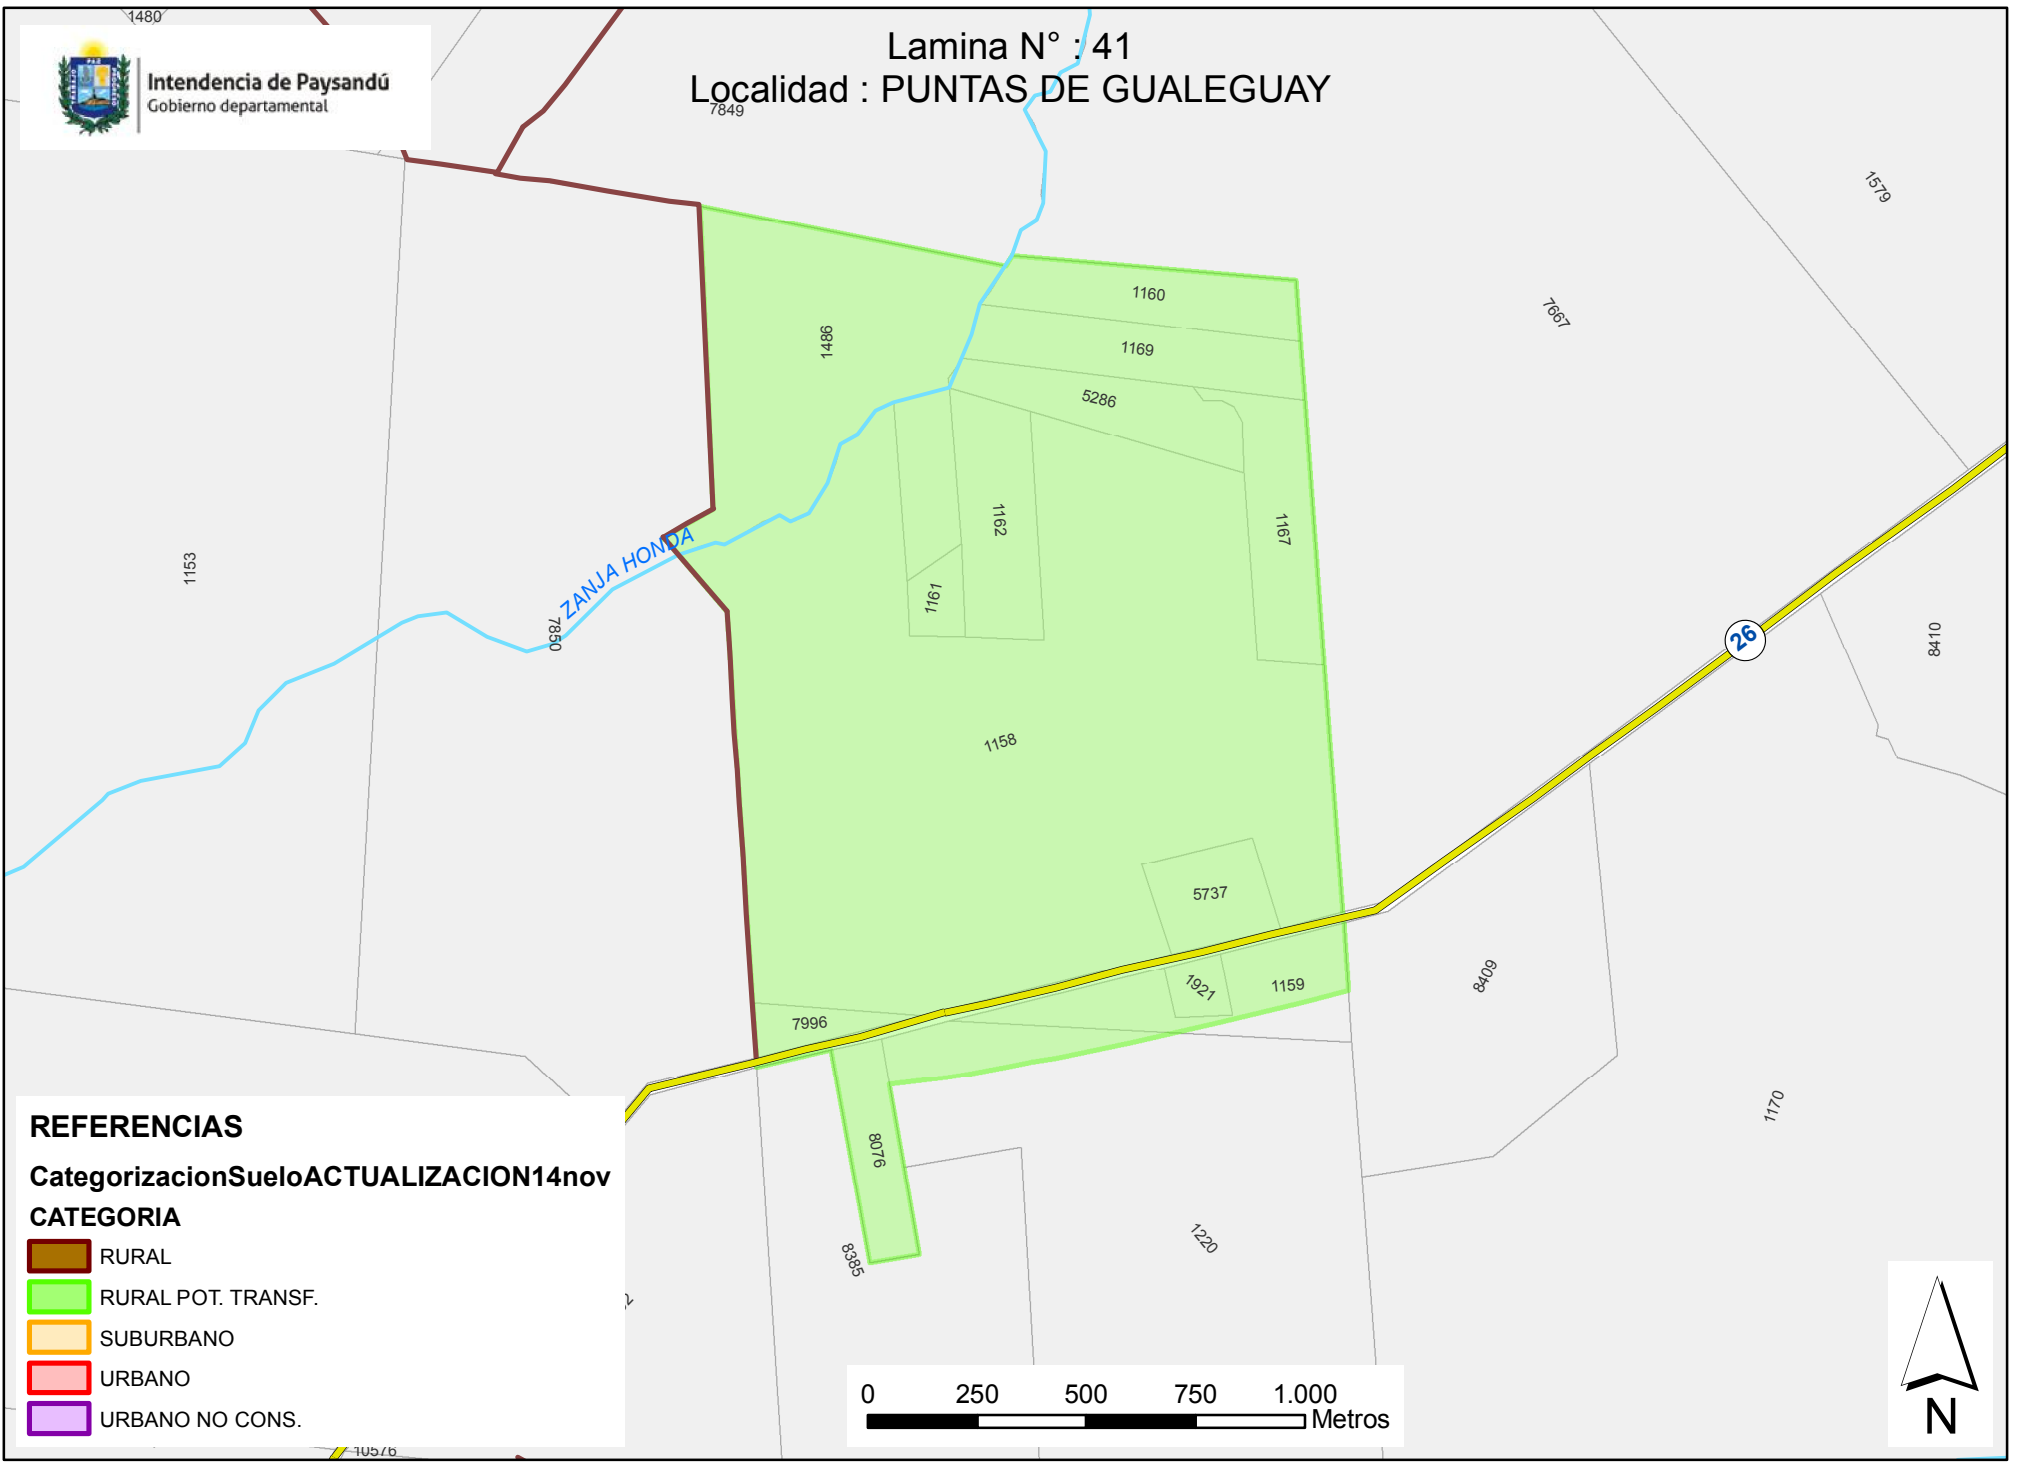 1480
Intendencia de Paysandú
Gobierno departamental
Lamina N° : 41
Localidad : PUNTAS DE GUALEGUAY
7849
1579
1160
7667
1486
1169
5286
1162
1167
1153
ZANJA HONDA
7850
1161
26
8410
1158
5737
8409
1921
1159
7996
1170
8076
1220
8385
REFERENCIAS
CategorizacionSueloACTUALIZACION14nov
CATEGORIA
RURAL
RURAL POT. TRANSF.
SUBURBANO
URBANO
URBANO NO CONS.
10576
0 250 500 750 1.000
Metros
N